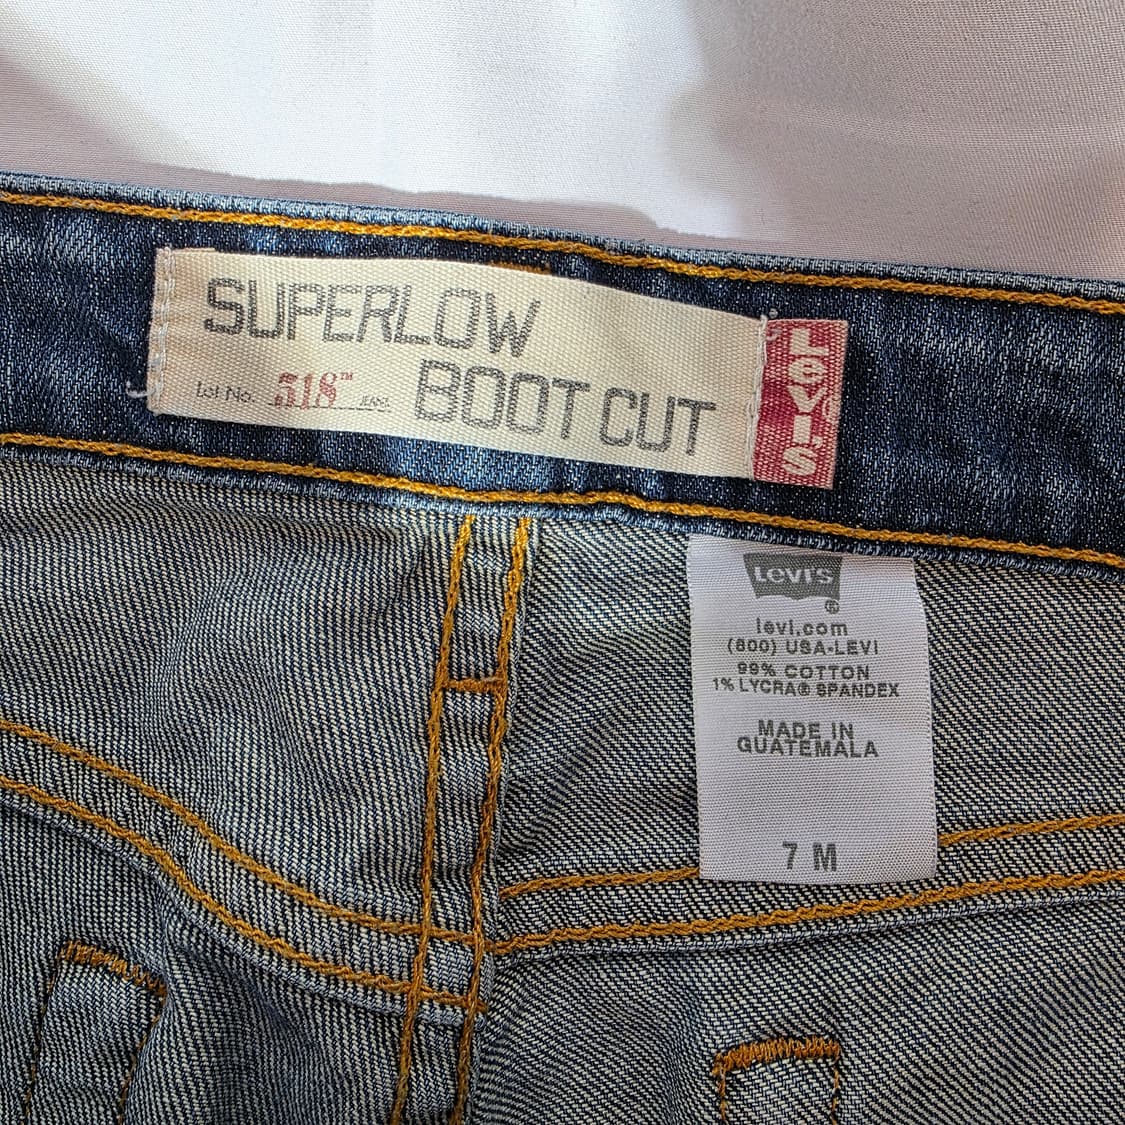 SUPERLOW
Lot No. 518™ JEANS BOOT CUT
LEVI'S
LEVI'S
®
levi.com
(800) USA-LEVI
99% COTTON
1% LYCRA® SPANDEX
MADE IN
GUATEMALA
7 M